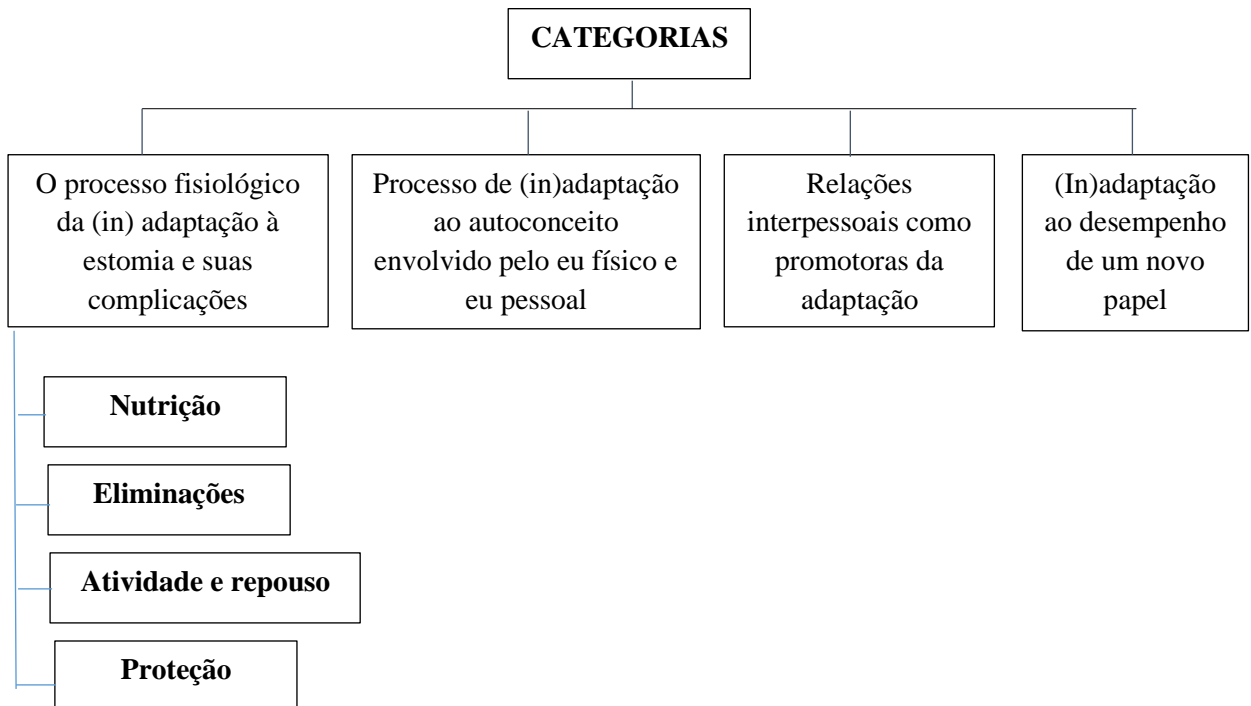 CATEGORIAS
O processo fisiológico
da (in) adaptação à
estomia e suas
complicações
Processo de (in)adaptação
ao autoconceito
envolvido pelo eu físico e
eu pessoal
Relações
interpessoais como
promotoras da
adaptação
(In)adaptação
ao desempenho
de um novo
papel
Nutrição
Eliminações
Atividade e repouso
Proteção